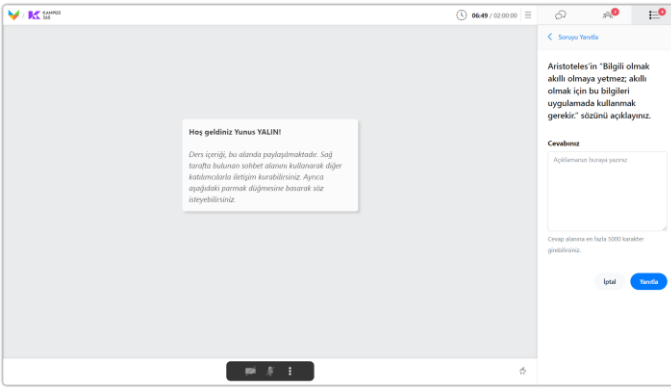 KAMPÜS
365
06:49 / 02:00:00
Soruyu Yanıtla
Aristoteles'in "Bilgili olmak
akıllı olmaya yetmez; akıllı
olmak için bu bilgileri
uygulamada kullanmak
gerekir." sözünü açıklayınız.
Cevabınız
Açıklamanızı buraya yazınız
Cevap alanına en fazla 5000 karakter
girebilirsiniz.
İptal
Yanıtla
Hoş geldiniz Yunus YALIN!
Ders içeriği, bu alanda paylaşılmaktadır. Sağ
tarafta bulunan sohbet alanını kullanarak diğer
katılımcılarla iletişim kurabilirsiniz. Ayrıca
aşağıdaki parmak düğmesine basarak söz
isteyebilirsiniz.